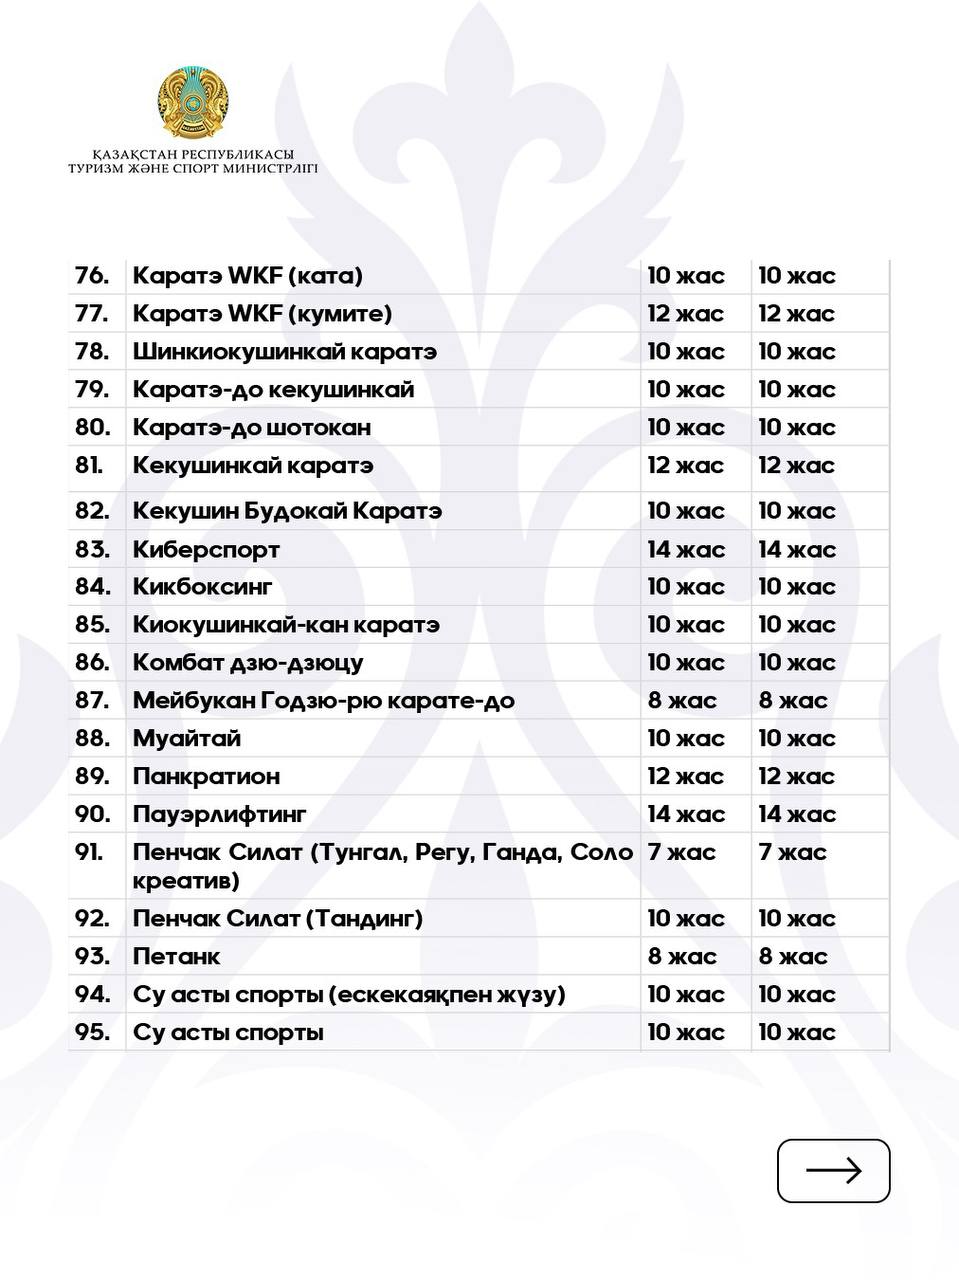 ҚАЗАҚСТАН РЕСПУБЛИКАСЫ
ТУРИЗМ ЖӘНЕ СПОРТ МИНИСТРЛІГІ
76. Каратэ WKF (ката) 10 жас 10 жас
77. Каратэ WKF (кумите) 12 жас 12 жас
78. Шинкиокушинкай каратэ 10 жас 10 жас
79. Каратэ-до кекушинкай 10 жас 10 жас
80. Каратэ-до шотокан 10 жас 10 жас
81. Кекушинкай каратэ 12 жас 12 жас
82. Кекушин Будокай Каратэ 10 жас 10 жас
83. Киберспорт 14 жас 14 жас
84. Кикбоксинг 10 жас 10 жас
85. Киокушинкай-кан каратэ 10 жас 10 жас
86. Комбат дзю-дзюцу 10 жас 10 жас
87. Мейбукан Годзю-рю карате-до 8 жас 8 жас
88. Муайтай 10 жас 10 жас
89. Панкратион 12 жас 12 жас
90. Пауэрлифтинг 14 жас 14 жас
91. Пенчак Силат (Тунгал, Регу, Ганда, Соло 7 жас 7 жас
креатив)
92. Пенчак Силат (Тандинг) 10 жас 10 жас
93. Петанк 8 жас 8 жас
94. Су асты спорты (ескекаяқпен жүзу) 10 жас 10 жас
95. Су асты спорты 10 жас 10 жас